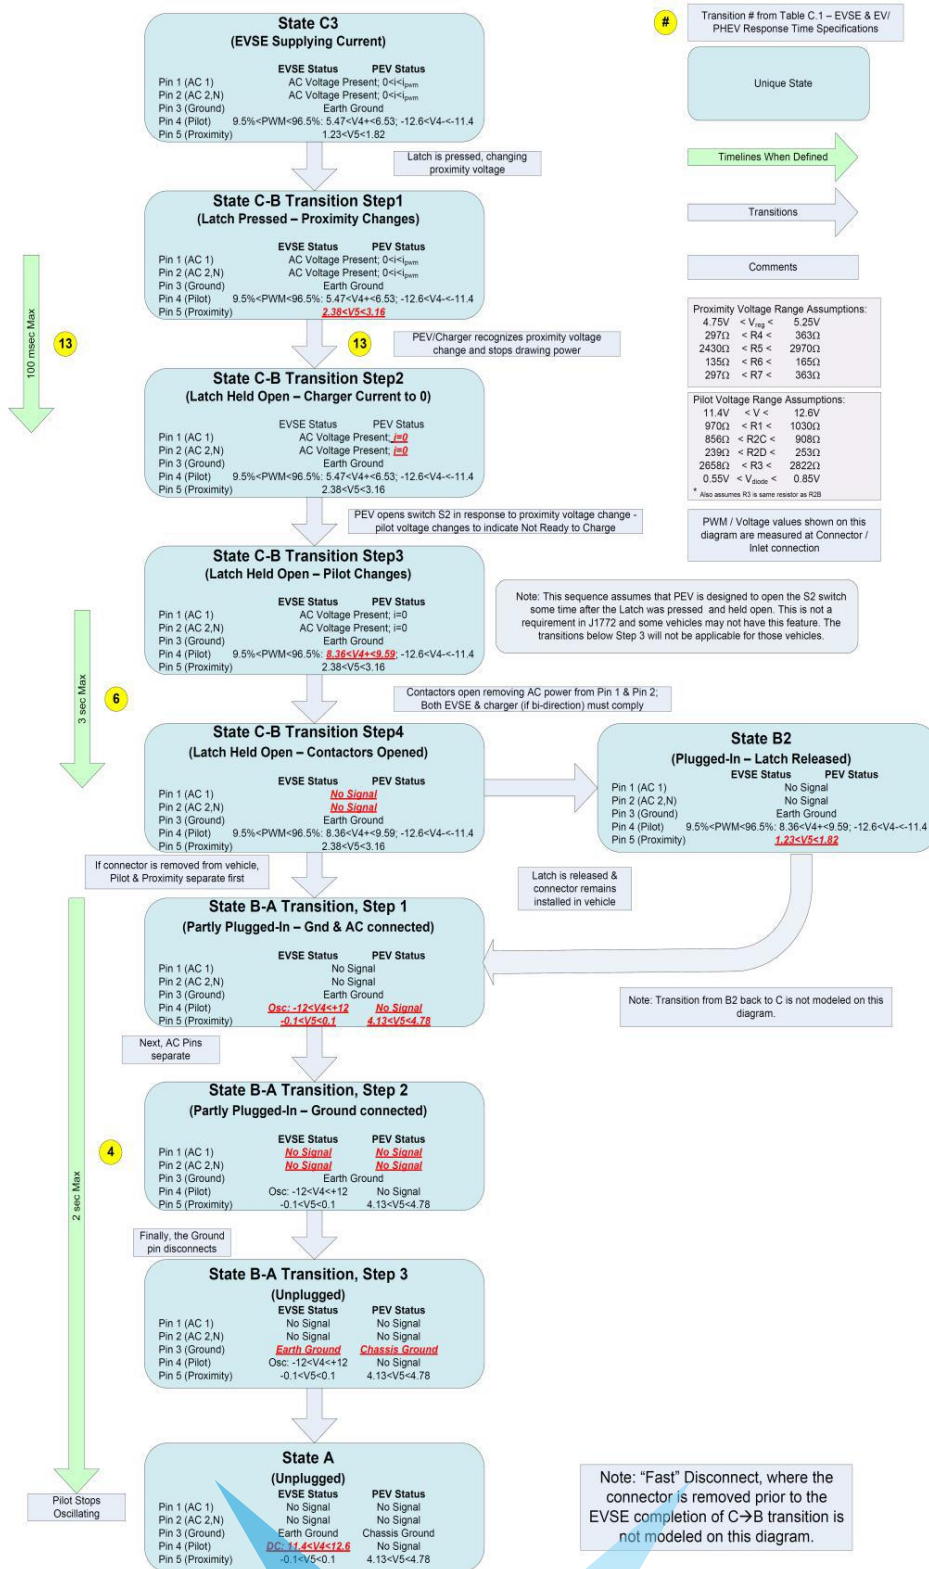 State C3
(EVSE Supplying Current)
EVSE Status PEV Status
Pin 1 (AC 1) AC Voltage Present; 0<i<ipwm
Pin 2 (AC 2,N) AC Voltage Present; 0<i<ipwm
Pin 3 (Ground) Earth Ground
Pin 4 (Pilot) 9.5%<PWM<96.5%: 5.47<V4+<6.53; -12.6<V4-<-11.4
Pin 5 (Proximity) 1.23<V5<1.82
Latch is pressed, changing
proximity voltage
State C-B Transition Step1
(Latch Pressed – Proximity Changes)
EVSE Status PEV Status
Pin 1 (AC 1) AC Voltage Present; 0<i<ipwm
Pin 2 (AC 2,N) AC Voltage Present; 0<i<ipwm
Pin 3 (Ground) Earth Ground
Pin 4 (Pilot) 9.5%<PWM<96.5%: 5.47<V4+<6.53; -12.6<V4-<-11.4
Pin 5 (Proximity) 2.38<V5<3.16
100 msec Max
13
13
PEV/Charger recognizes proximity voltage
change and stops drawing power
State C-B Transition Step2
(Latch Held Open – Charger Current to 0)
EVSE Status PEV Status
Pin 1 (AC 1) AC Voltage Present; i=0
Pin 2 (AC 2,N) AC Voltage Present; i=0
Pin 3 (Ground) Earth Ground
Pin 4 (Pilot) 9.5%<PWM<96.5%: 5.47<V4+<6.53; -12.6<V4-<-11.4
Pin 5 (Proximity) 2.38<V5<3.16
PEV opens switch S2 in response to proximity voltage change -
pilot voltage changes to indicate Not Ready to Charge
State C-B Transition Step3
(Latch Held Open – Pilot Changes)
EVSE Status PEV Status
Pin 1 (AC 1) AC Voltage Present; i=0
Pin 2 (AC 2,N) AC Voltage Present; i=0
Pin 3 (Ground) Earth Ground
Pin 4 (Pilot) 9.5%<PWM<96.5%: 8.36<V4+<9.59; -12.6<V4-<-11.4
Pin 5 (Proximity) 2.38<V5<3.16
3 sec Max
6
Contactors open removing AC power from Pin 1 & Pin 2;
Both EVSE & charger (if bi-direction) must comply
State C-B Transition Step4
(Latch Held Open – Contactors Opened)
EVSE Status PEV Status
Pin 1 (AC 1) No Signal
Pin 2 (AC 2,N) No Signal
Pin 3 (Ground) Earth Ground
Pin 4 (Pilot) 9.5%<PWM<96.5%: 8.36<V4+<9.59; -12.6<V4-<-11.4
Pin 5 (Proximity) 2.38<V5<3.16
If connector is removed from vehicle,
Pilot & Proximity separate first
State B-A Transition, Step 1
(Partly Plugged-In – Gnd & AC connected)
EVSE Status PEV Status
Pin 1 (AC 1) No Signal
Pin 2 (AC 2,N) No Signal
Pin 3 (Ground) Earth Ground
Pin 4 (Pilot) Osc: -12<V4<+12 No Signal
Pin 5 (Proximity) -0.1<V5<0.1 4.13<V5<4.78
Next, AC Pins
separate
State B-A Transition, Step 2
(Partly Plugged-In – Ground connected)
EVSE Status PEV Status
Pin 1 (AC 1) No Signal No Signal
Pin 2 (AC 2,N) No Signal No Signal
Pin 3 (Ground) Earth Ground
Pin 4 (Pilot) Osc: -12<V4<+12 No Signal
Pin 5 (Proximity) -0.1<V5<0.1 4.13<V5<4.78
2 sec Max
4
Finally, the Ground
pin disconnects
State B-A Transition, Step 3
(Unplugged)
EVSE Status PEV Status
Pin 1 (AC 1) No Signal No Signal
Pin 2 (AC 2,N) No Signal No Signal
Pin 3 (Ground) Earth Ground Chassis Ground
Pin 4 (Pilot) Osc: -12<V4<+12 No Signal
Pin 5 (Proximity) -0.1<V5<0.1 4.13<V5<4.78
Pilot Stops
Oscillating
State A
(Unplugged)
EVSE Status PEV Status
Pin 1 (AC 1) No Signal No Signal
Pin 2 (AC 2,N) No Signal No Signal
Pin 3 (Ground) Earth Ground Chassis Ground
Pin 4 (Pilot) DC: 11.4<V4<12.6 No Signal
Pin 5 (Proximity) -0.1<V5<0.1 4.13<V5<4.78
#
Transition # from Table C.1 – EVSE & EV/
PHEV Response Time Specifications
Unique State
Timelines When Defined
Transitions
Comments
Proximity Voltage Range Assumptions:
4.75V < Vreg < 5.25V
297Ω < R4 < 363Ω
2430Ω < R5 < 2970Ω
135Ω < R6 < 165Ω
297Ω < R7 < 363Ω
Pilot Voltage Range Assumptions:
11.4V < V < 12.6V
970Ω < R1 < 1030Ω
856Ω < R2C < 908Ω
239Ω < R2D < 253Ω
2658Ω < R3 < 2822Ω
0.55V < Vdiode < 0.85V
* Also assumes R3 is same resistor as R2B
PWM / Voltage values shown on this
diagram are measured at Connector /
Inlet connection
Note: This sequence assumes that PEV is designed to open the S2 switch
some time after the Latch was pressed and held open. This is not a
requirement in J1772 and some vehicles may not have this feature. The
transitions below Step 3 will not be applicable for those vehicles.
State B2
(Plugged-In – Latch Released)
EVSE Status PEV Status
Pin 1 (AC 1) No Signal
Pin 2 (AC 2,N) No Signal
Pin 3 (Ground) Earth Ground
Pin 4 (Pilot) 9.5%<PWM<96.5%: 8.36<V4+<9.59; -12.6<V4-<-11.4
Pin 5 (Proximity) 1.23<V5<1.82
Latch is released &
connector remains
installed in vehicle
Note: Transition from B2 back to C is not modeled on this
diagram.
Note: “Fast” Disconnect, where the
connector is removed prior to the
EVSE completion of C→B transition is
not modeled on this diagram.